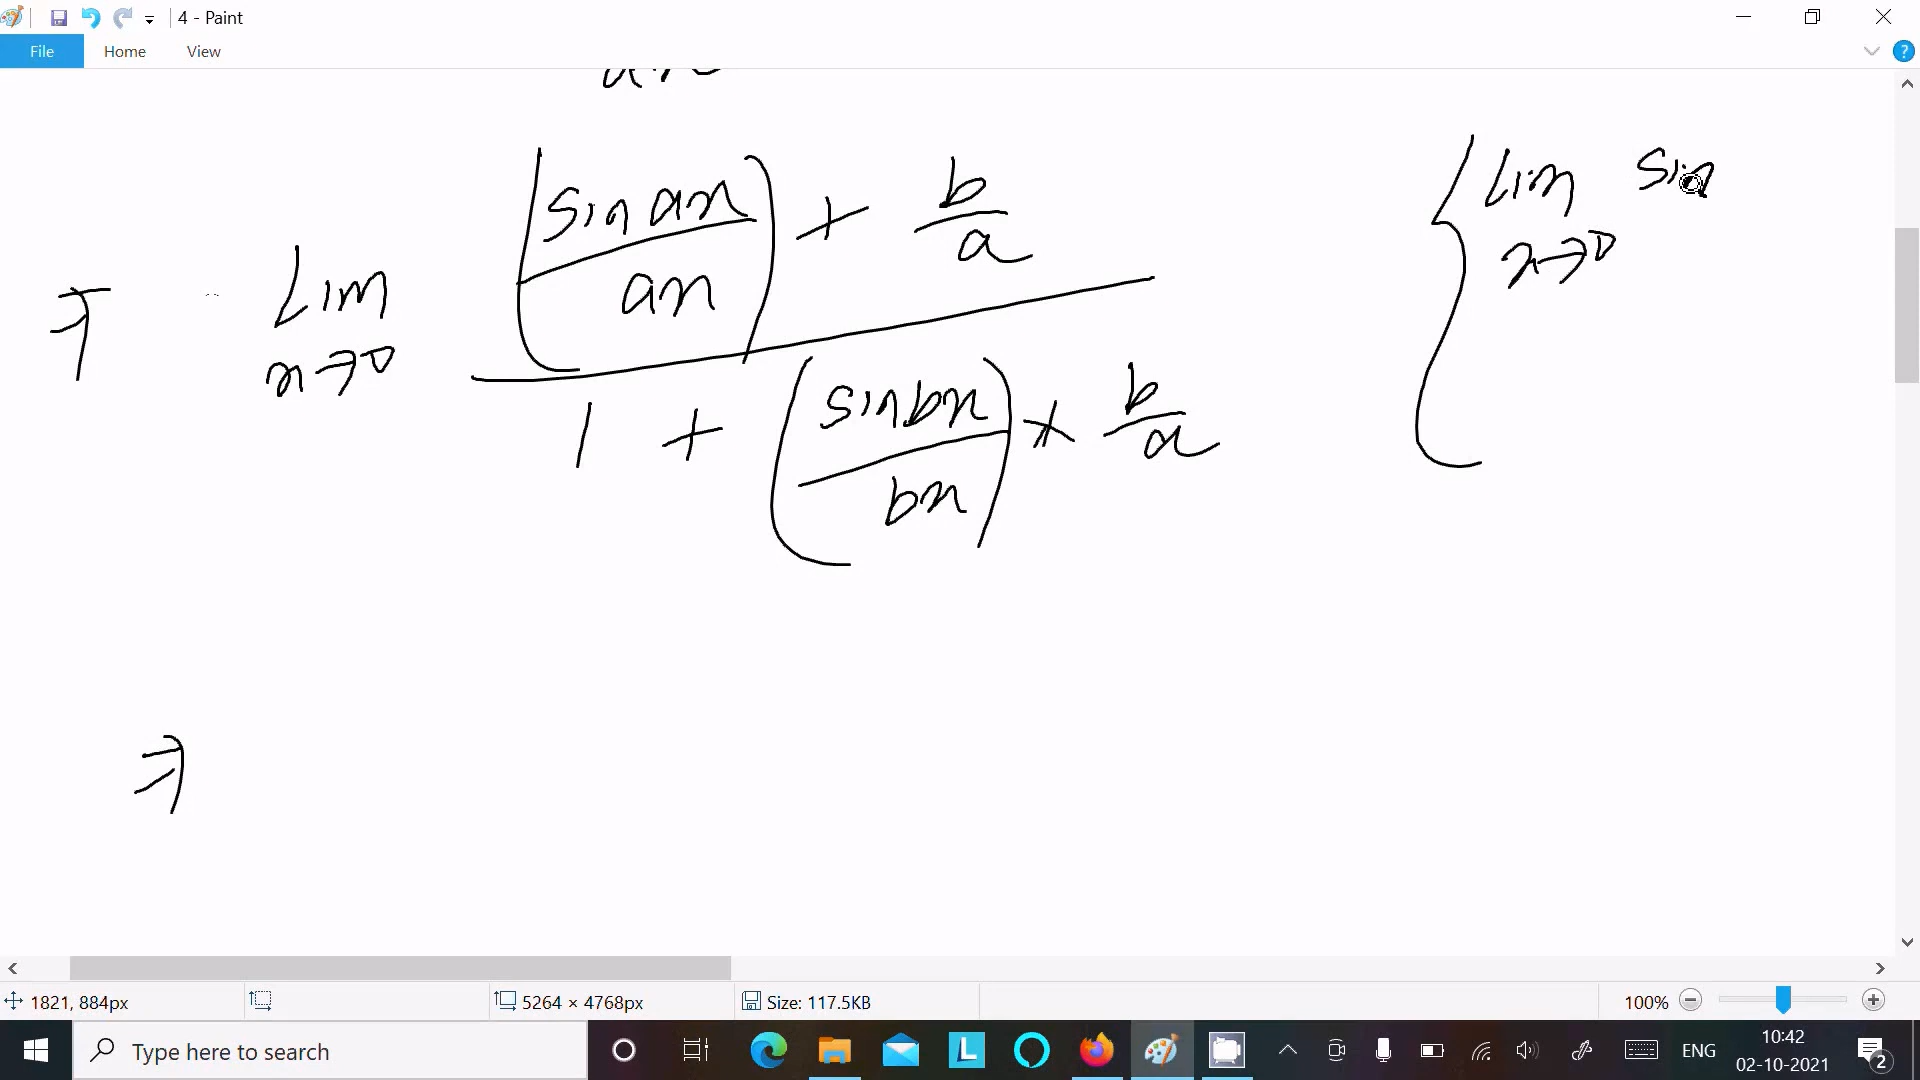 4 - Paint
File Home View
(sin ax / ax) + b/a
⇒ Lim x→0
1 + (sin bx / bx) × b/a
{ Lim x→0 sin
⇒
1821, 884px 5264 × 4768px Size: 117.5KB 100%
Type here to search
L
ENG
10:42
02-10-2021
2